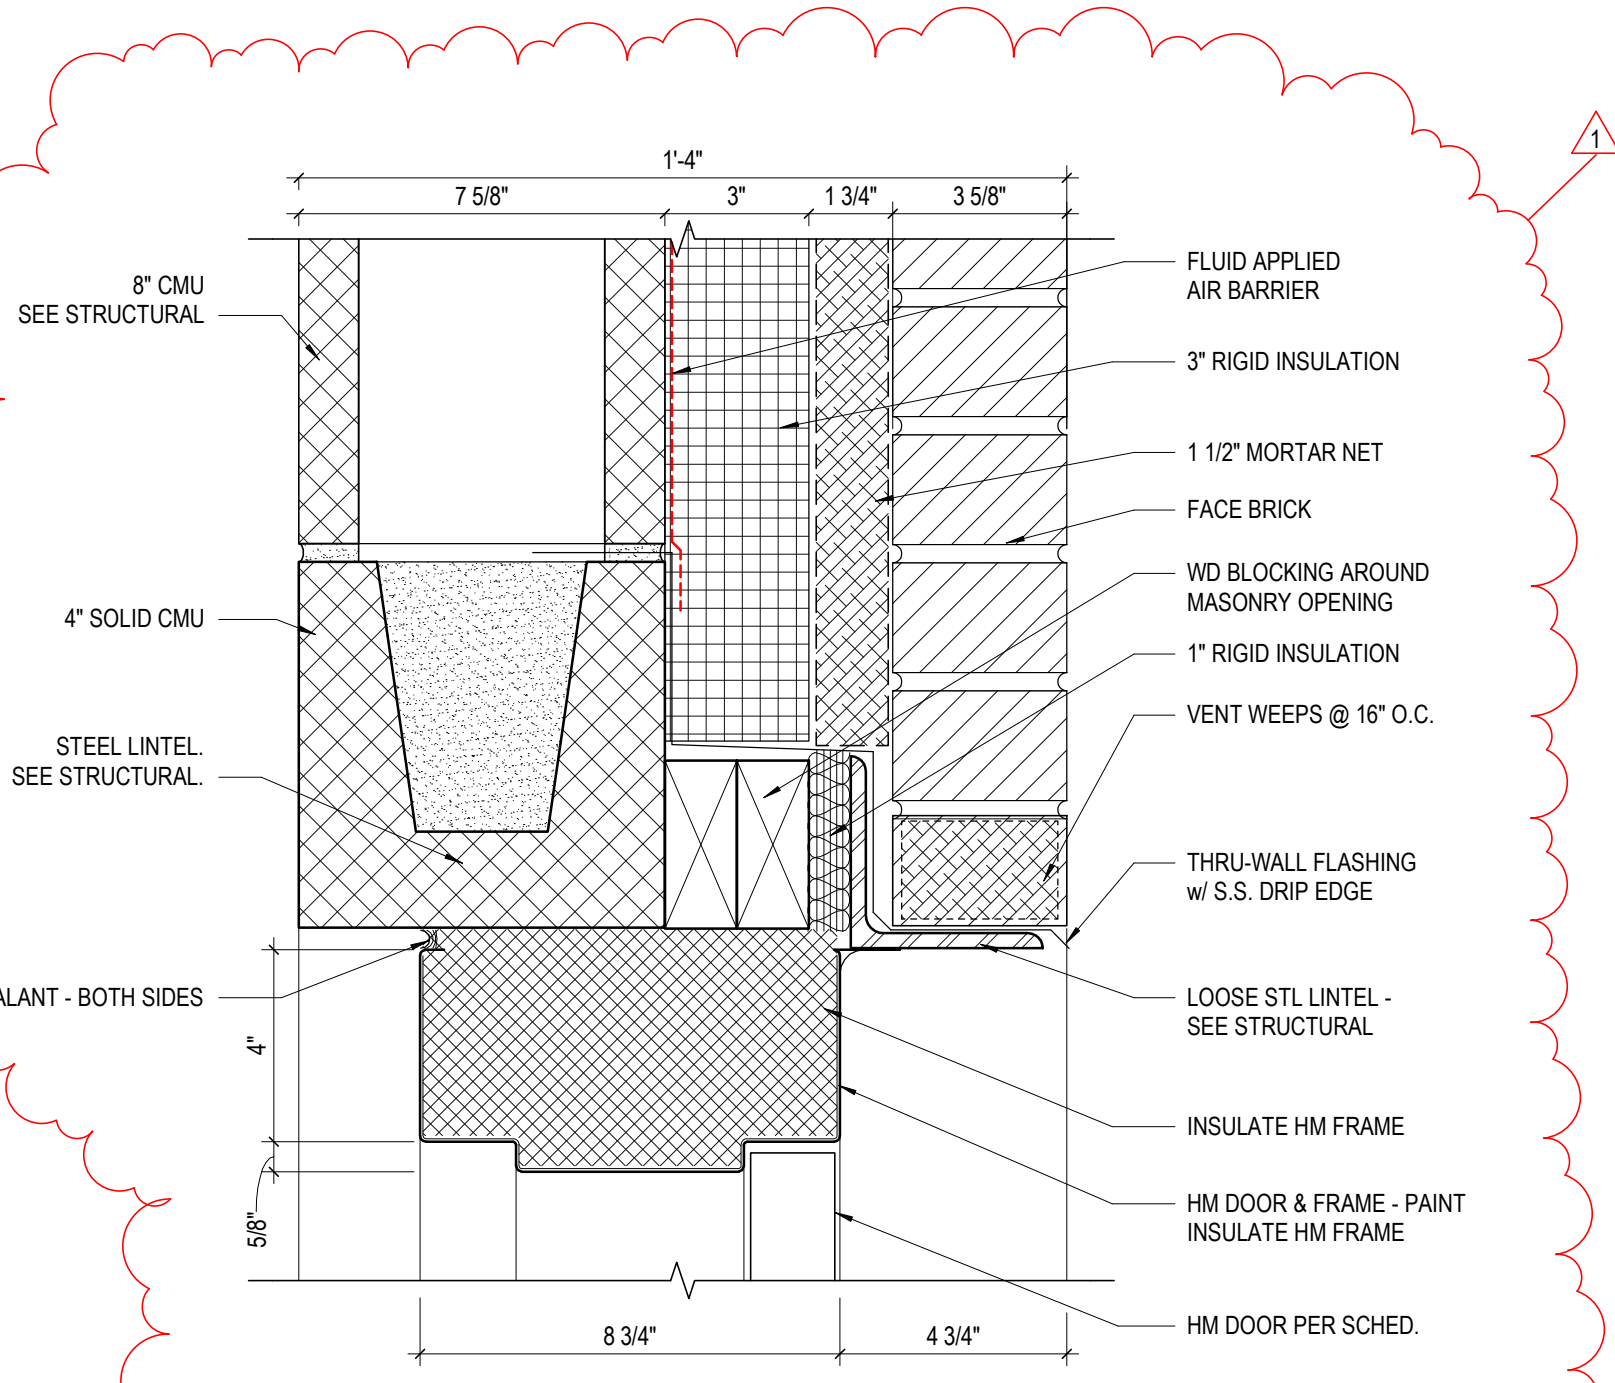 1
1'-4"
7 5/8"
3"
1 3/4"
3 5/8"
8" CMU
SEE STRUCTURAL
4" SOLID CMU
STEEL LINTEL.
SEE STRUCTURAL.
- BOTH SIDES
4"
5/8"
FLUID APPLIED
AIR BARRIER
3" RIGID INSULATION
1 1/2" MORTAR NET
FACE BRICK
WD BLOCKING AROUND
MASONRY OPENING
1" RIGID INSULATION
VENT WEEPS @ 16" O.C.
THRU-WALL FLASHING
w/ S.S. DRIP EDGE
LOOSE STL LINTEL -
SEE STRUCTURAL
INSULATE HM FRAME
HM DOOR & FRAME - PAINT
INSULATE HM FRAME
HM DOOR PER SCHED.
8 3/4"
4 3/4"